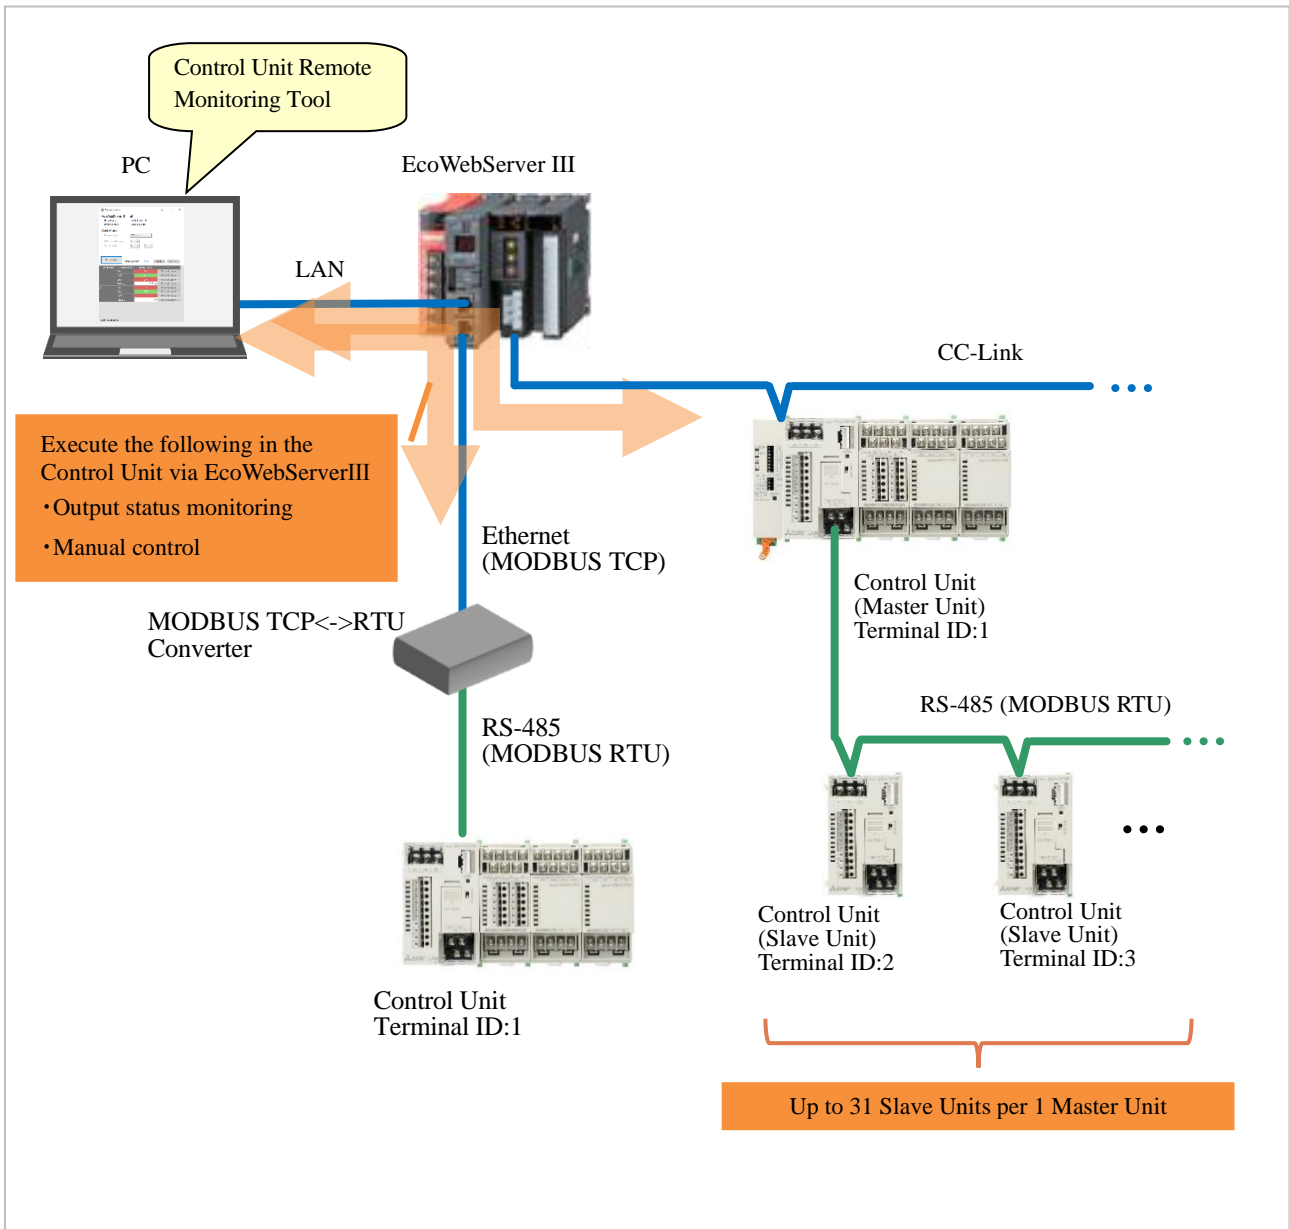 Control Unit Remote
Monitoring Tool
PC
EcoWebServer III
LAN
CC-Link
Execute the following in the
Control Unit via EcoWebServerIII
・Output status monitoring
・Manual control
Ethernet
(MODBUS TCP)
Control Unit
(Master Unit)
Terminal ID:1
MODBUS TCP<->RTU
Converter
RS-485 (MODBUS RTU)
RS-485
(MODBUS RTU)
Control Unit
(Slave Unit)
Terminal ID:2
Control Unit
(Slave Unit)
Terminal ID:3
Control Unit
Terminal ID:1
Up to 31 Slave Units per 1 Master Unit